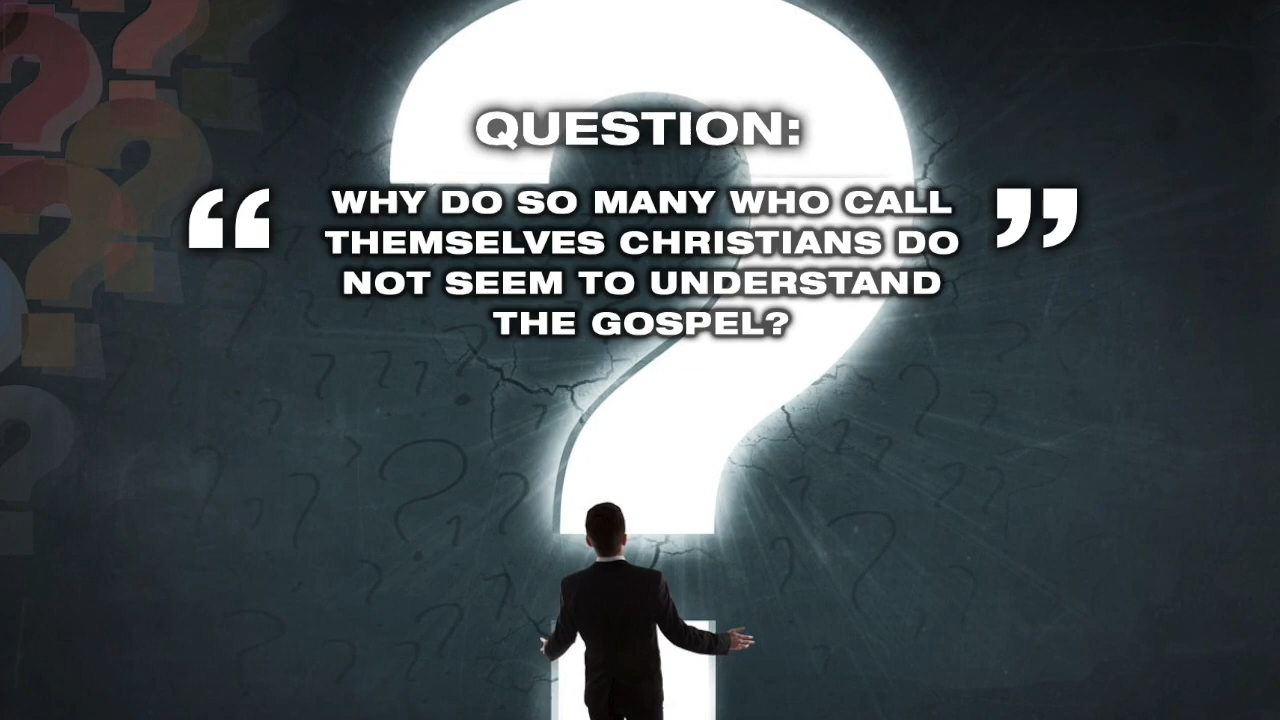 QUESTION:
“ WHY DO SO MANY WHO CALL ”
THEMSELVES CHRISTIANS DO
NOT SEEM TO UNDERSTAND
THE GOSPEL?